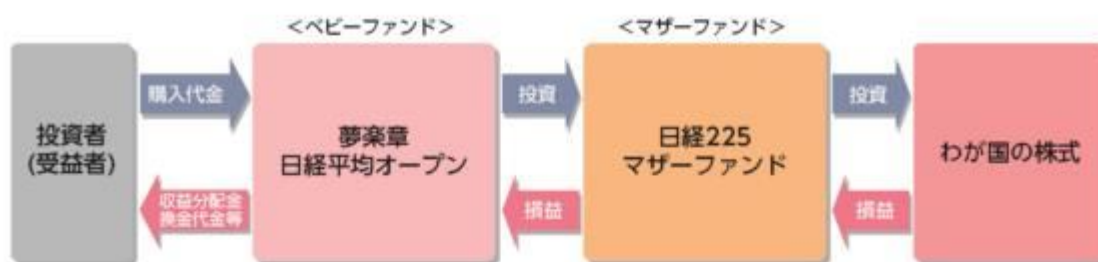 <ベビーファンド>
<マザーファンド>
投資者
(受益者)
購入代金
収益分配金
換金代金等
夢楽章
日経平均オープン
投資
損益
日経225
マザーファンド
投資
損益
わが国の株式